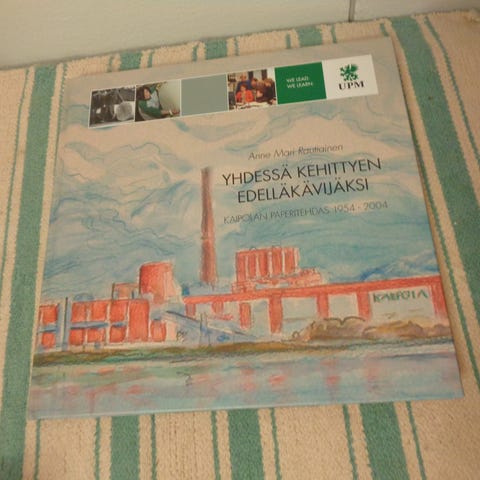 WE LEAD.
WE LEARN.
UPM
Anne Mari Rautiainen
YHDESSÄ KEHITTYEN
EDELLÄKÄVIJÄKSI
KAIPOLAN PAPERITEHDAS 1954 - 2004
KAIPOLA